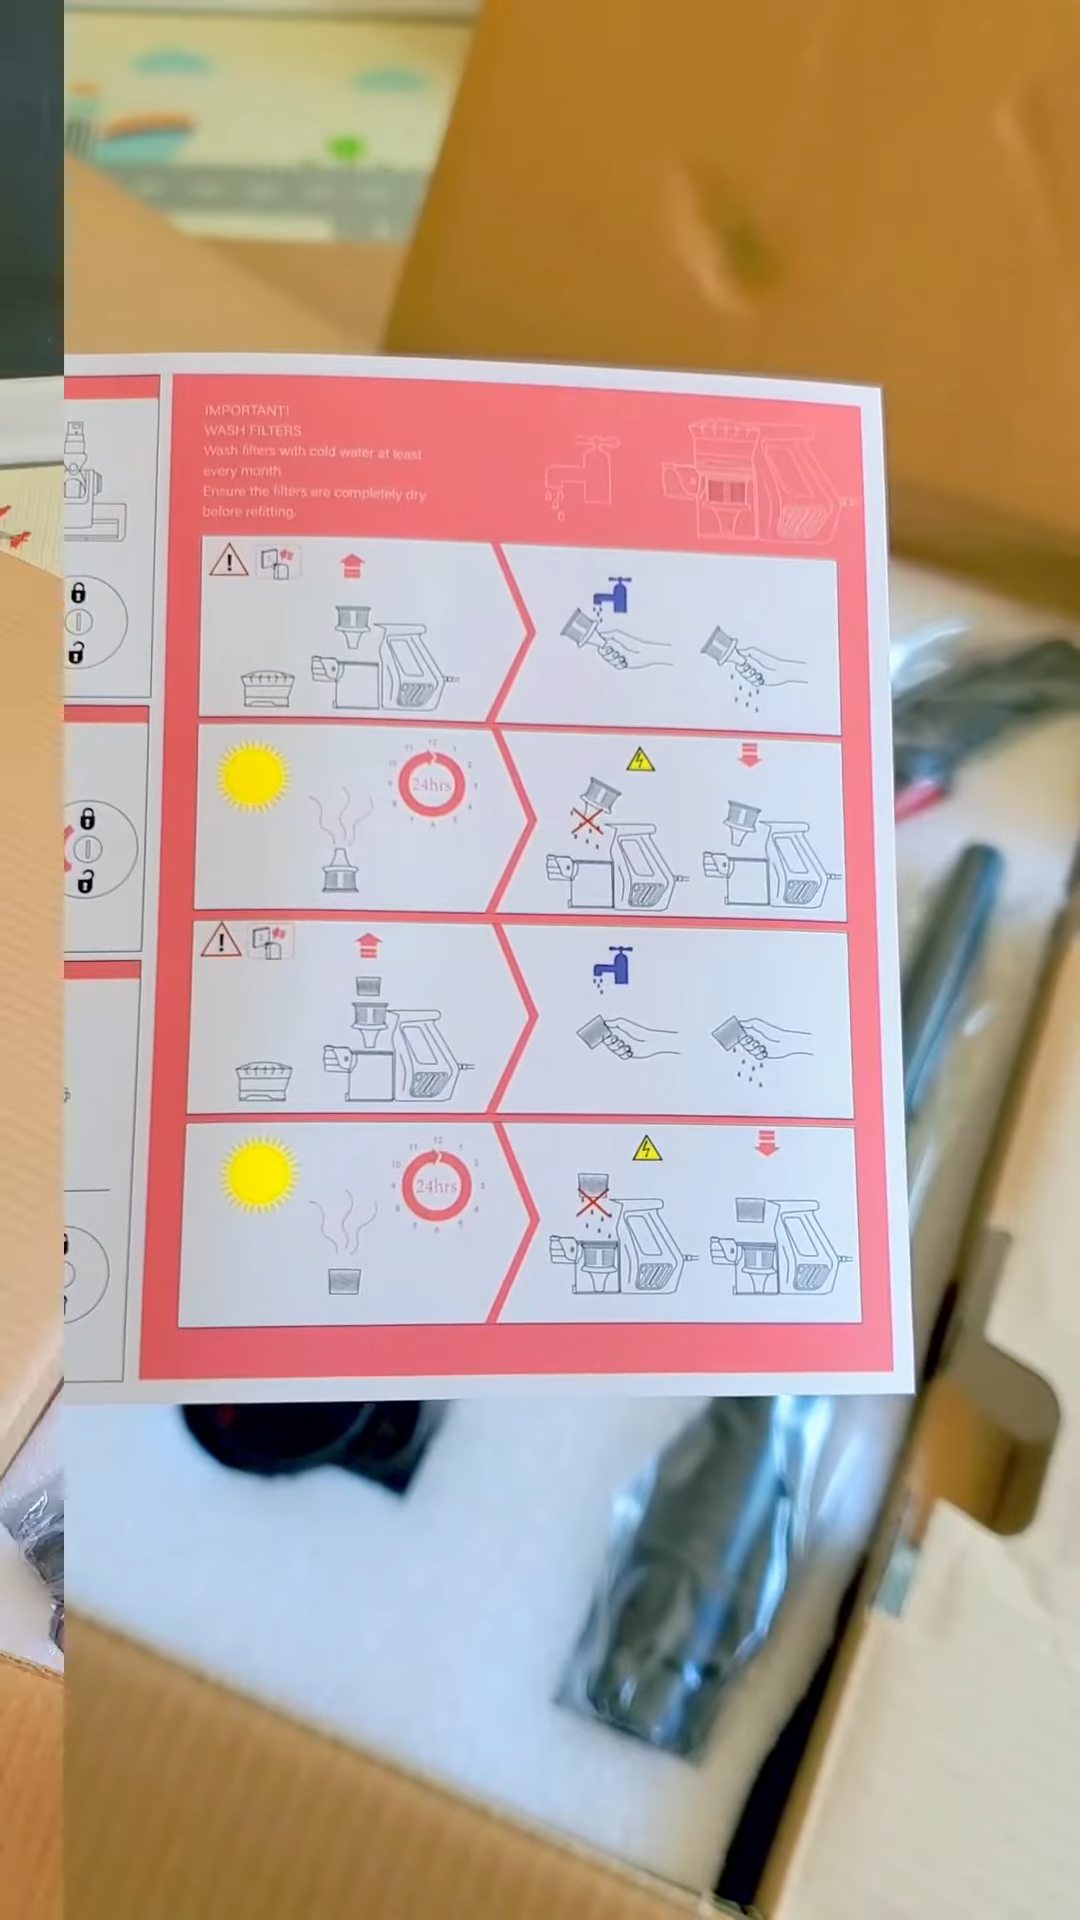 IMPORTANT!
WASH FILTERS
Wash filters with cold water at least
every month.
Ensure the filters are completely dry
before refitting.
24hrs
24hrs